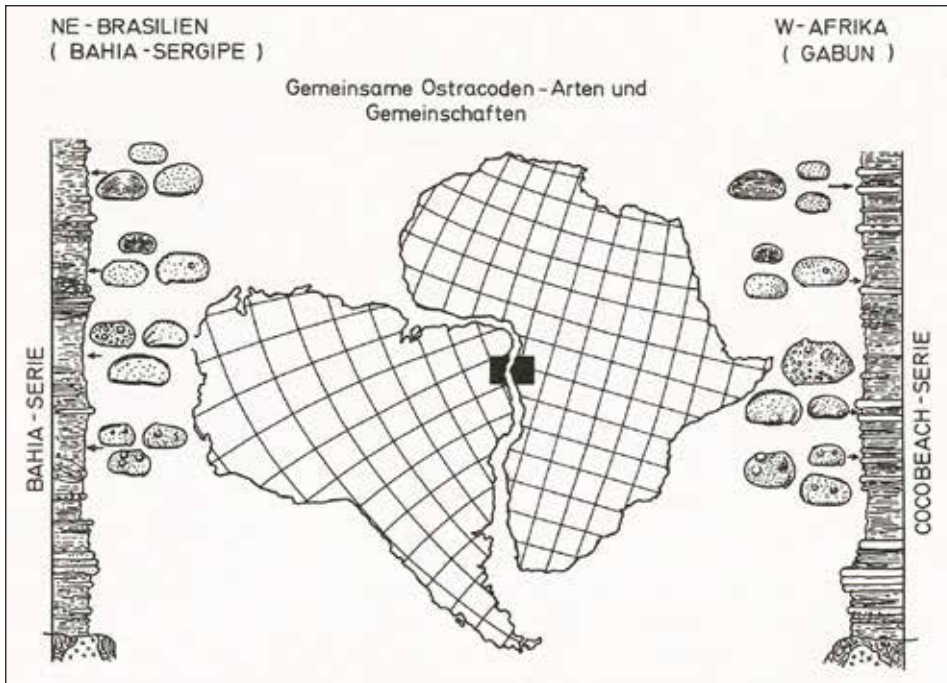 NE-BRASILIEN
( BAHIA-SERGIPE )
W-AFRIKA
( GABUN )
Gemeinsame Ostracoden-Arten und
Gemeinschaften
BAHIA-SERIE
COCOBEACH-SERIE